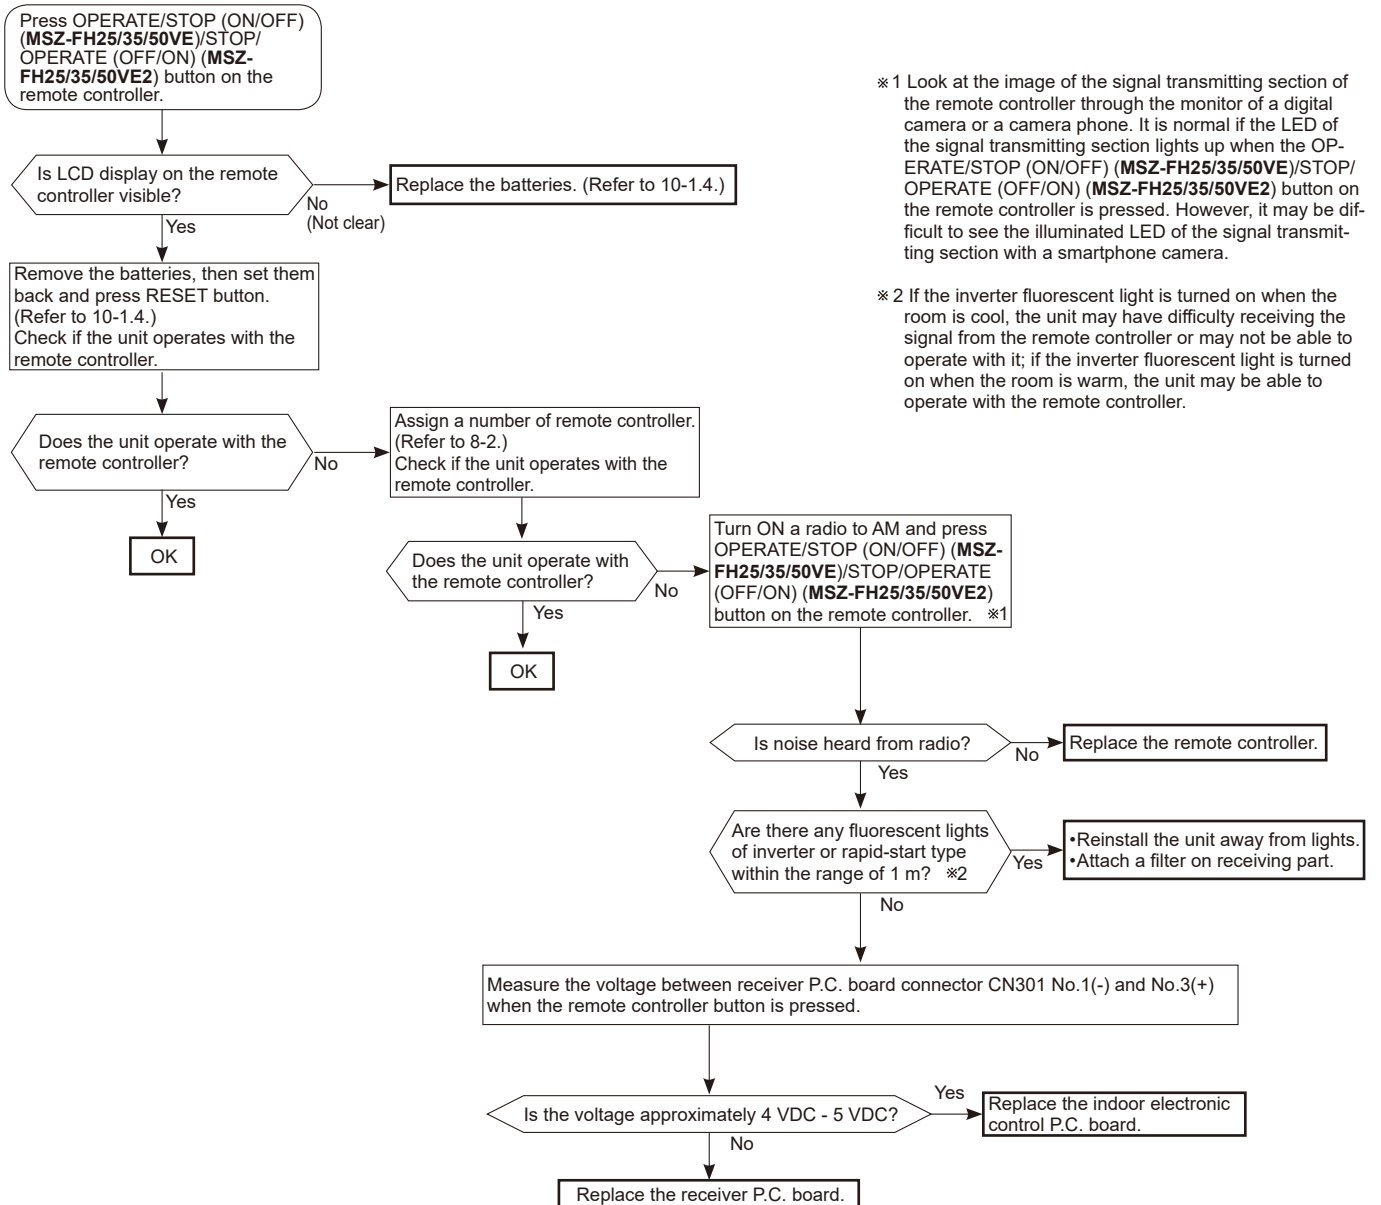 Press OPERATE/STOP (ON/OFF)
(MSZ-FH25/35/50VE)/STOP/
OPERATE (OFF/ON) (MSZ-
FH25/35/50VE2) button on the
remote controller.
Is LCD display on the remote
controller visible?
No
(Not clear)
Replace the batteries. (Refer to 10-1.4.)
Yes
Remove the batteries, then set them
back and press RESET button.
(Refer to 10-1.4.)
Check if the unit operates with the
remote controller.
Does the unit operate with the
remote controller?
No
Yes
OK
Assign a number of remote controller.
(Refer to 8-2.)
Check if the unit operates with the
remote controller.
Does the unit operate with
the remote controller?
No
Yes
OK
Turn ON a radio to AM and press
OPERATE/STOP (ON/OFF) (MSZ-
FH25/35/50VE)/STOP/OPERATE
(OFF/ON) (MSZ-FH25/35/50VE2)
button on the remote controller. ※1
Is noise heard from radio?
No
Replace the remote controller.
Yes
Are there any fluorescent lights
of inverter or rapid-start type
within the range of 1 m? ※2
Yes
•Reinstall the unit away from lights.
•Attach a filter on receiving part.
No
Measure the voltage between receiver P.C. board connector CN301 No.1(-) and No.3(+)
when the remote controller button is pressed.
Is the voltage approximately 4 VDC - 5 VDC?
Yes
Replace the indoor electronic
control P.C. board.
No
Replace the receiver P.C. board.
※1 Look at the image of the signal transmitting section of
the remote controller through the monitor of a digital
camera or a camera phone. It is normal if the LED of
the signal transmitting section lights up when the OP-
ERATE/STOP (ON/OFF) (MSZ-FH25/35/50VE)/STOP/
OPERATE (OFF/ON) (MSZ-FH25/35/50VE2) button on
the remote controller is pressed. However, it may be dif-
ficult to see the illuminated LED of the signal transmit-
ting section with a smartphone camera.
※2 If the inverter fluorescent light is turned on when the
room is cool, the unit may have difficulty receiving the
signal from the remote controller or may not be able to
operate with it; if the inverter fluorescent light is turned
on when the room is warm, the unit may be able to
operate with the remote controller.